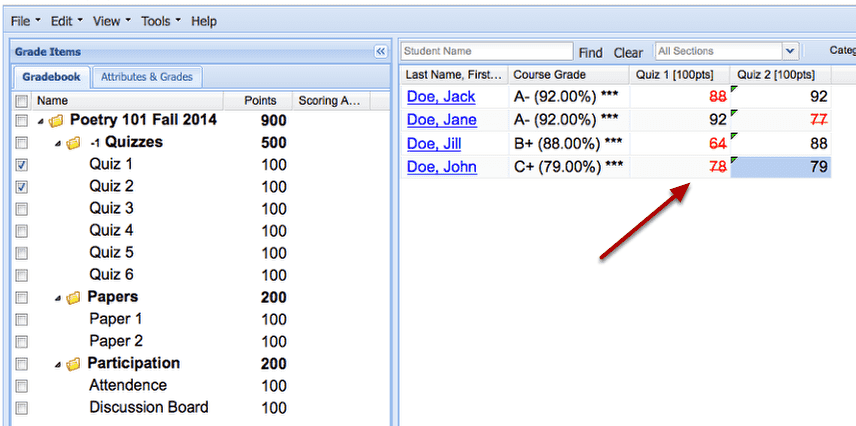 File Edit View Tools Help
Grade Items
Gradebook Attributes & Grades
Name Points Scoring A...
Poetry 101 Fall 2014 900
-1 Quizzes 500
Quiz 1 100
Quiz 2 100
Quiz 3 100
Quiz 4 100
Quiz 5 100
Quiz 6 100
Papers 200
Paper 1 100
Paper 2 100
Participation 200
Attendence 100
Discussion Board 100
Student Name Find Clear All Sections Categ
Last Name, First... Course Grade Quiz 1 [100pts] Quiz 2 [100pts]
Doe, Jack A- (92.00%) *** 88 92
Doe, Jane A- (92.00%) *** 92 77
Doe, Jill B+ (88.00%) *** 64 88
Doe, John C+ (79.00%) *** 78 79